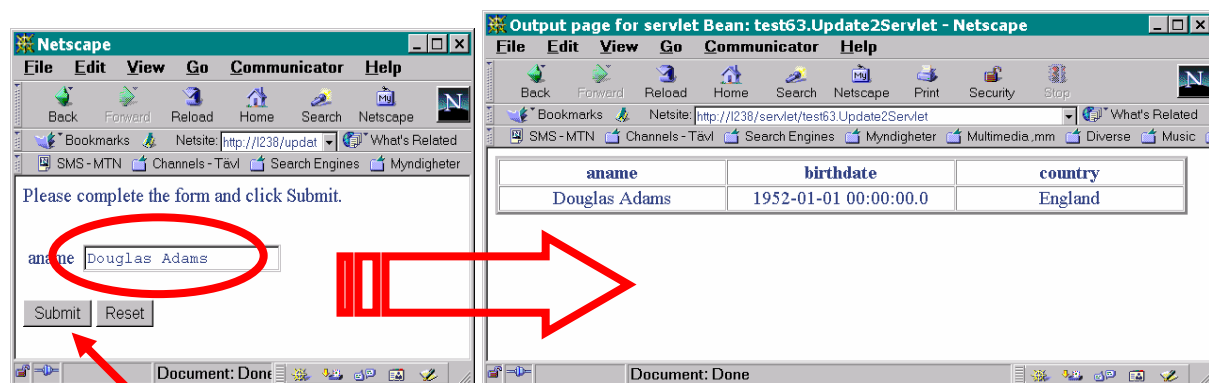 Netscape
File Edit View Go Communicator Help
Back Forward Reload Home Search Netscape
Bookmarks Netsite: http://l238/updat What's Related
SMS-MTN Channels-Tävl Search Engines Myndigheter
Please complete the form and click Submit.
aname Douglas Adams
Submit Reset
Document: Done
Output page for servlet Bean: test63.Update2Servlet - Netscape
File Edit View Go Communicator Help
Back Forward Reload Home Search Netscape Print Security Stop
Bookmarks Netsite: http://l238/servlet/test63.Update2Servlet What's Related
SMS-MTN Channels-Tävl Search Engines Myndigheter Multimedia,mm Diverse Music
aname birthdate country
Douglas Adams 1952-01-01 00:00:00.0 England
Document: Done